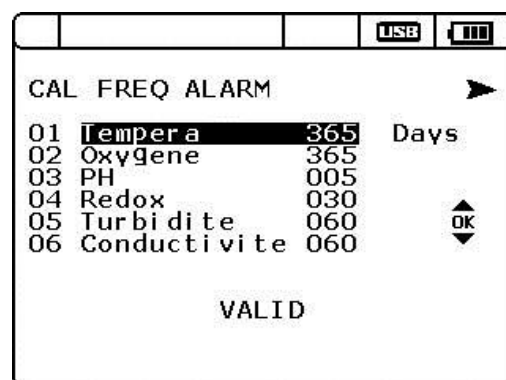 USB
CAL FREQ ALARM
01 Tempera 365 Days
02 Oxygene 365
03 PH 005
04 Redox 030
05 Turbidite 060
06 Conductivite 060
OK
VALID